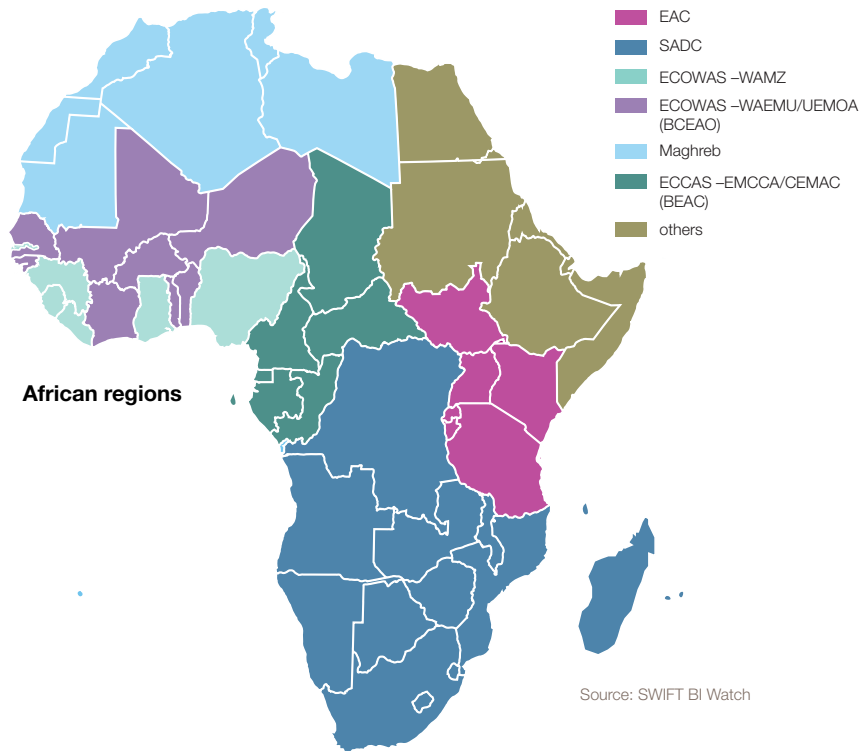 EAC
SADC
ECOWAS –WAMZ
ECOWAS –WAEMU/UEMOA
(BCEAO)
Maghreb
ECCAS –EMCCA/CEMAC
(BEAC)
others
African regions
Source: SWIFT BI Watch